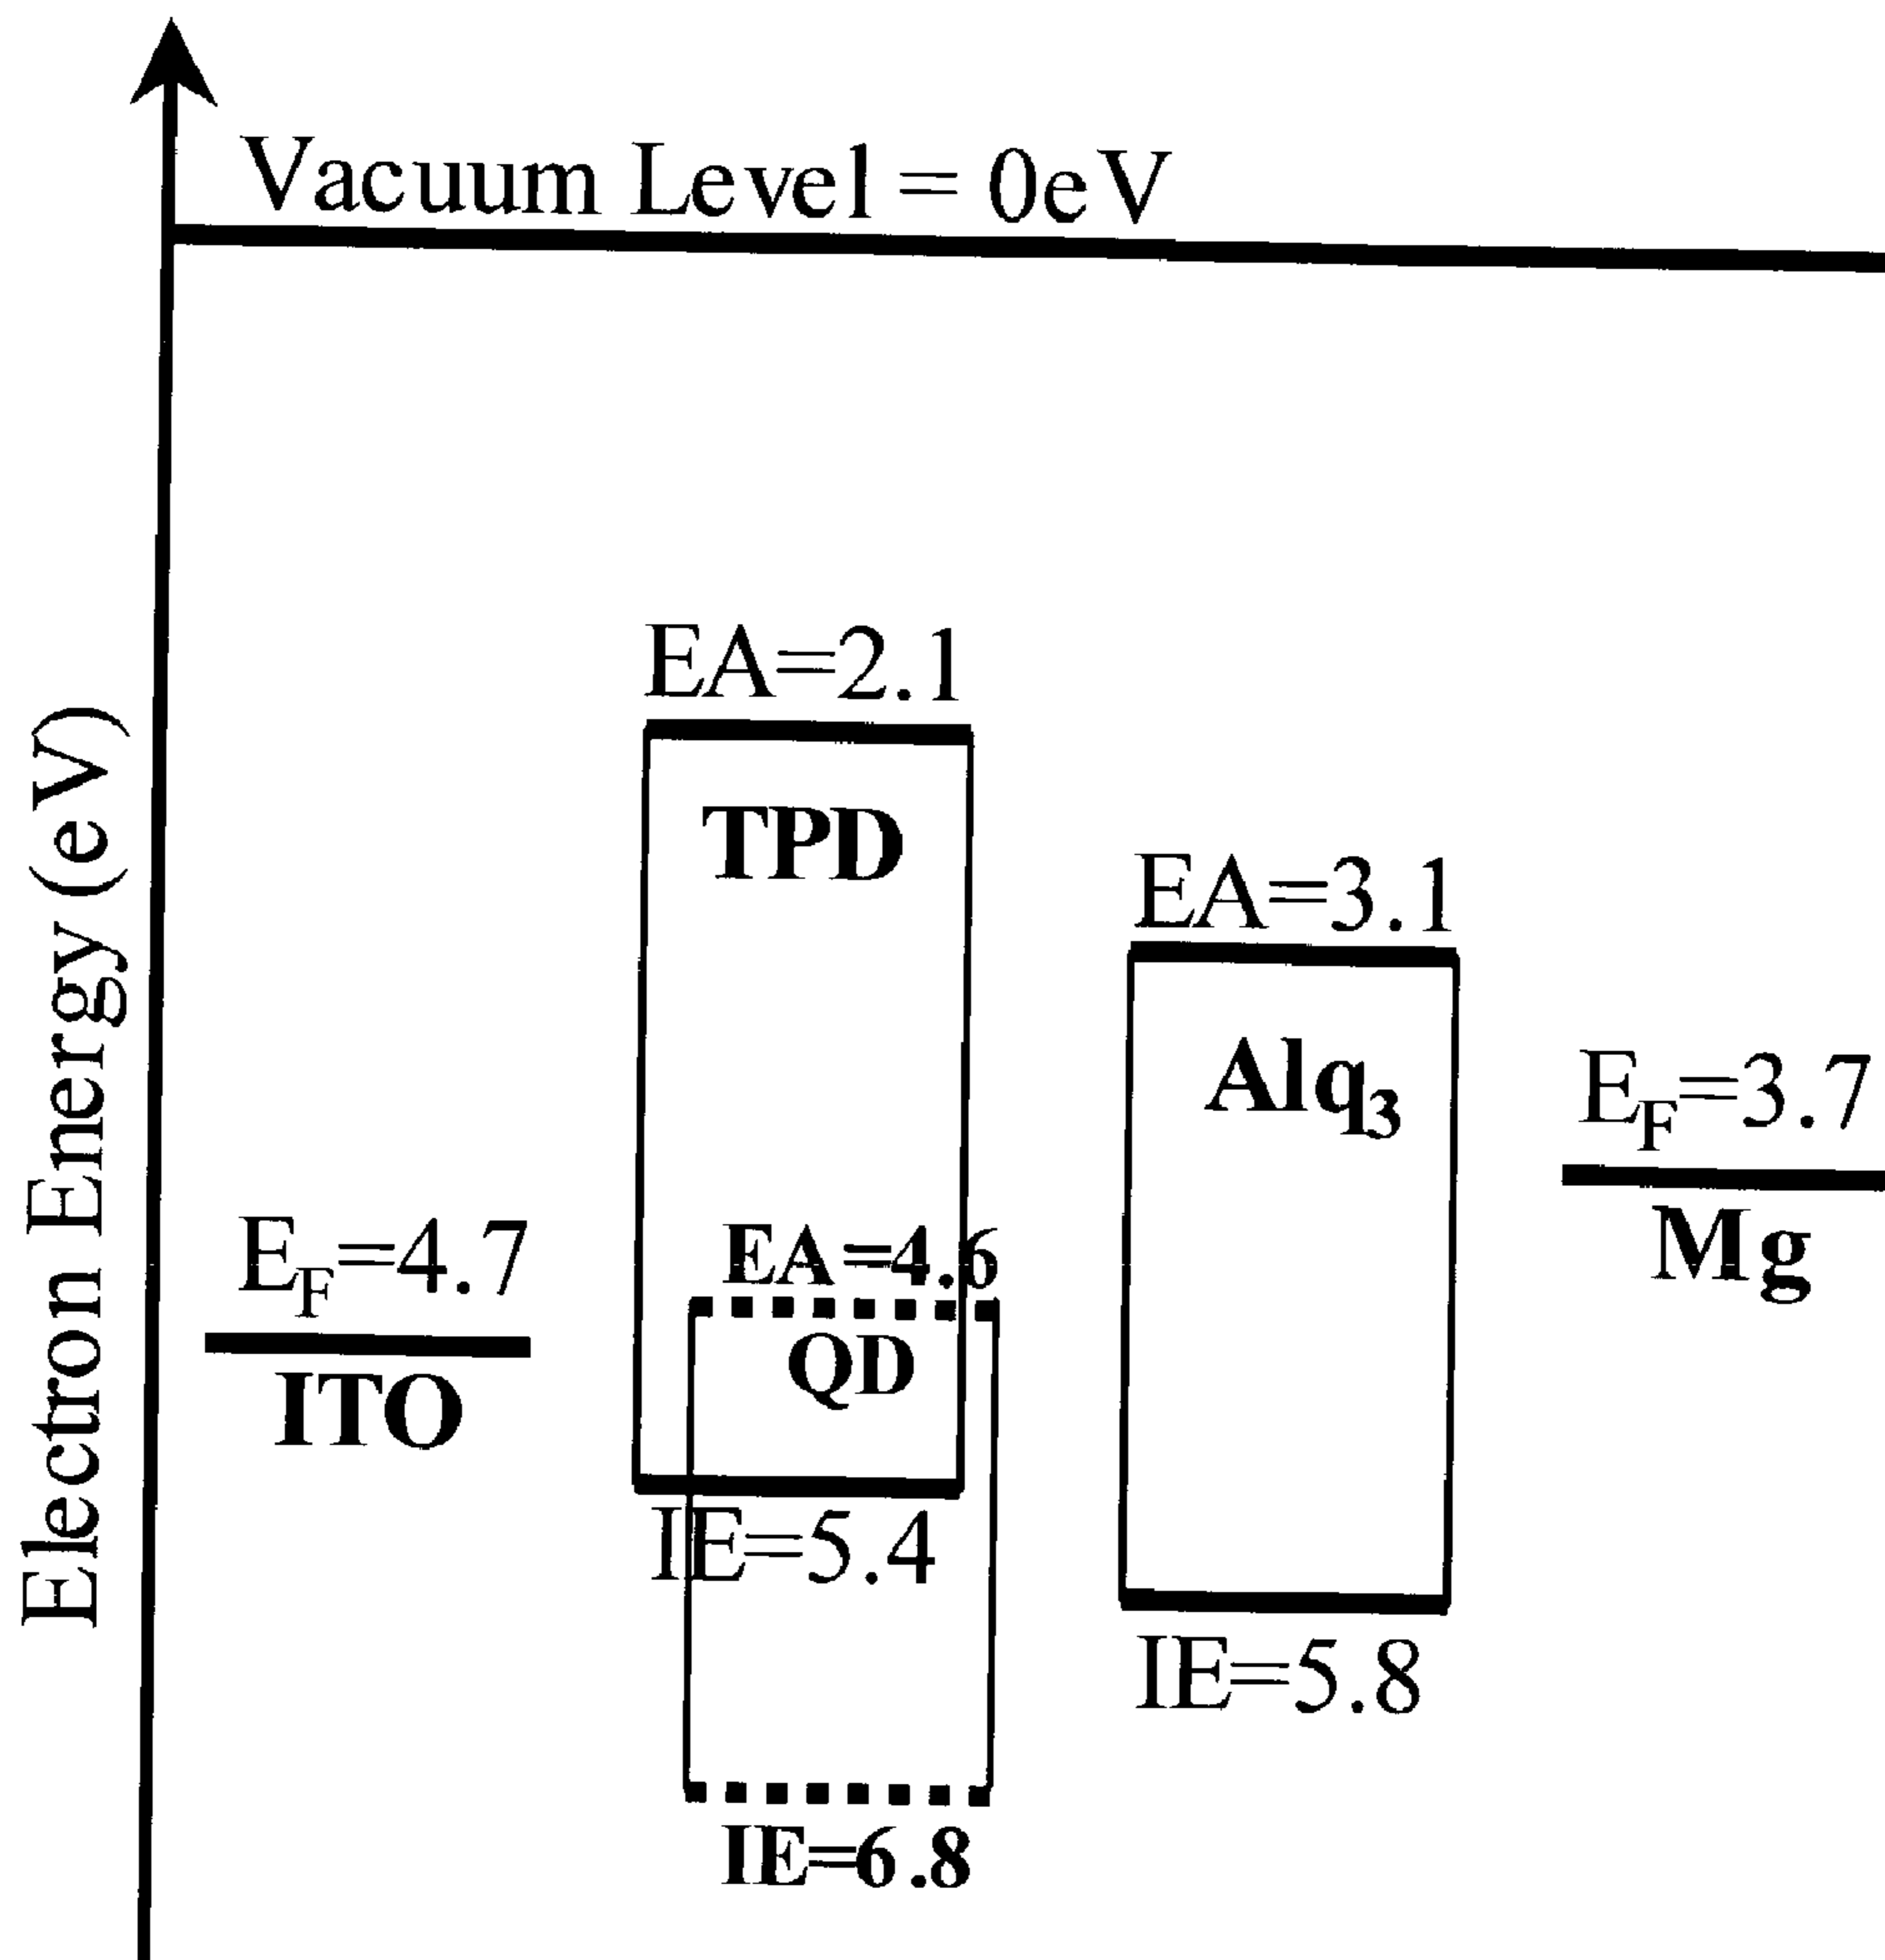 Vacuum Level = 0eV
Electron Energy (eV)
EA=2.1
TPD
EA=3.1
Alq3
EF=3.7
Mg
EF=4.7
ITO
EA=4.6
QD
IE=5.4
IE=5.8
IE=6.8